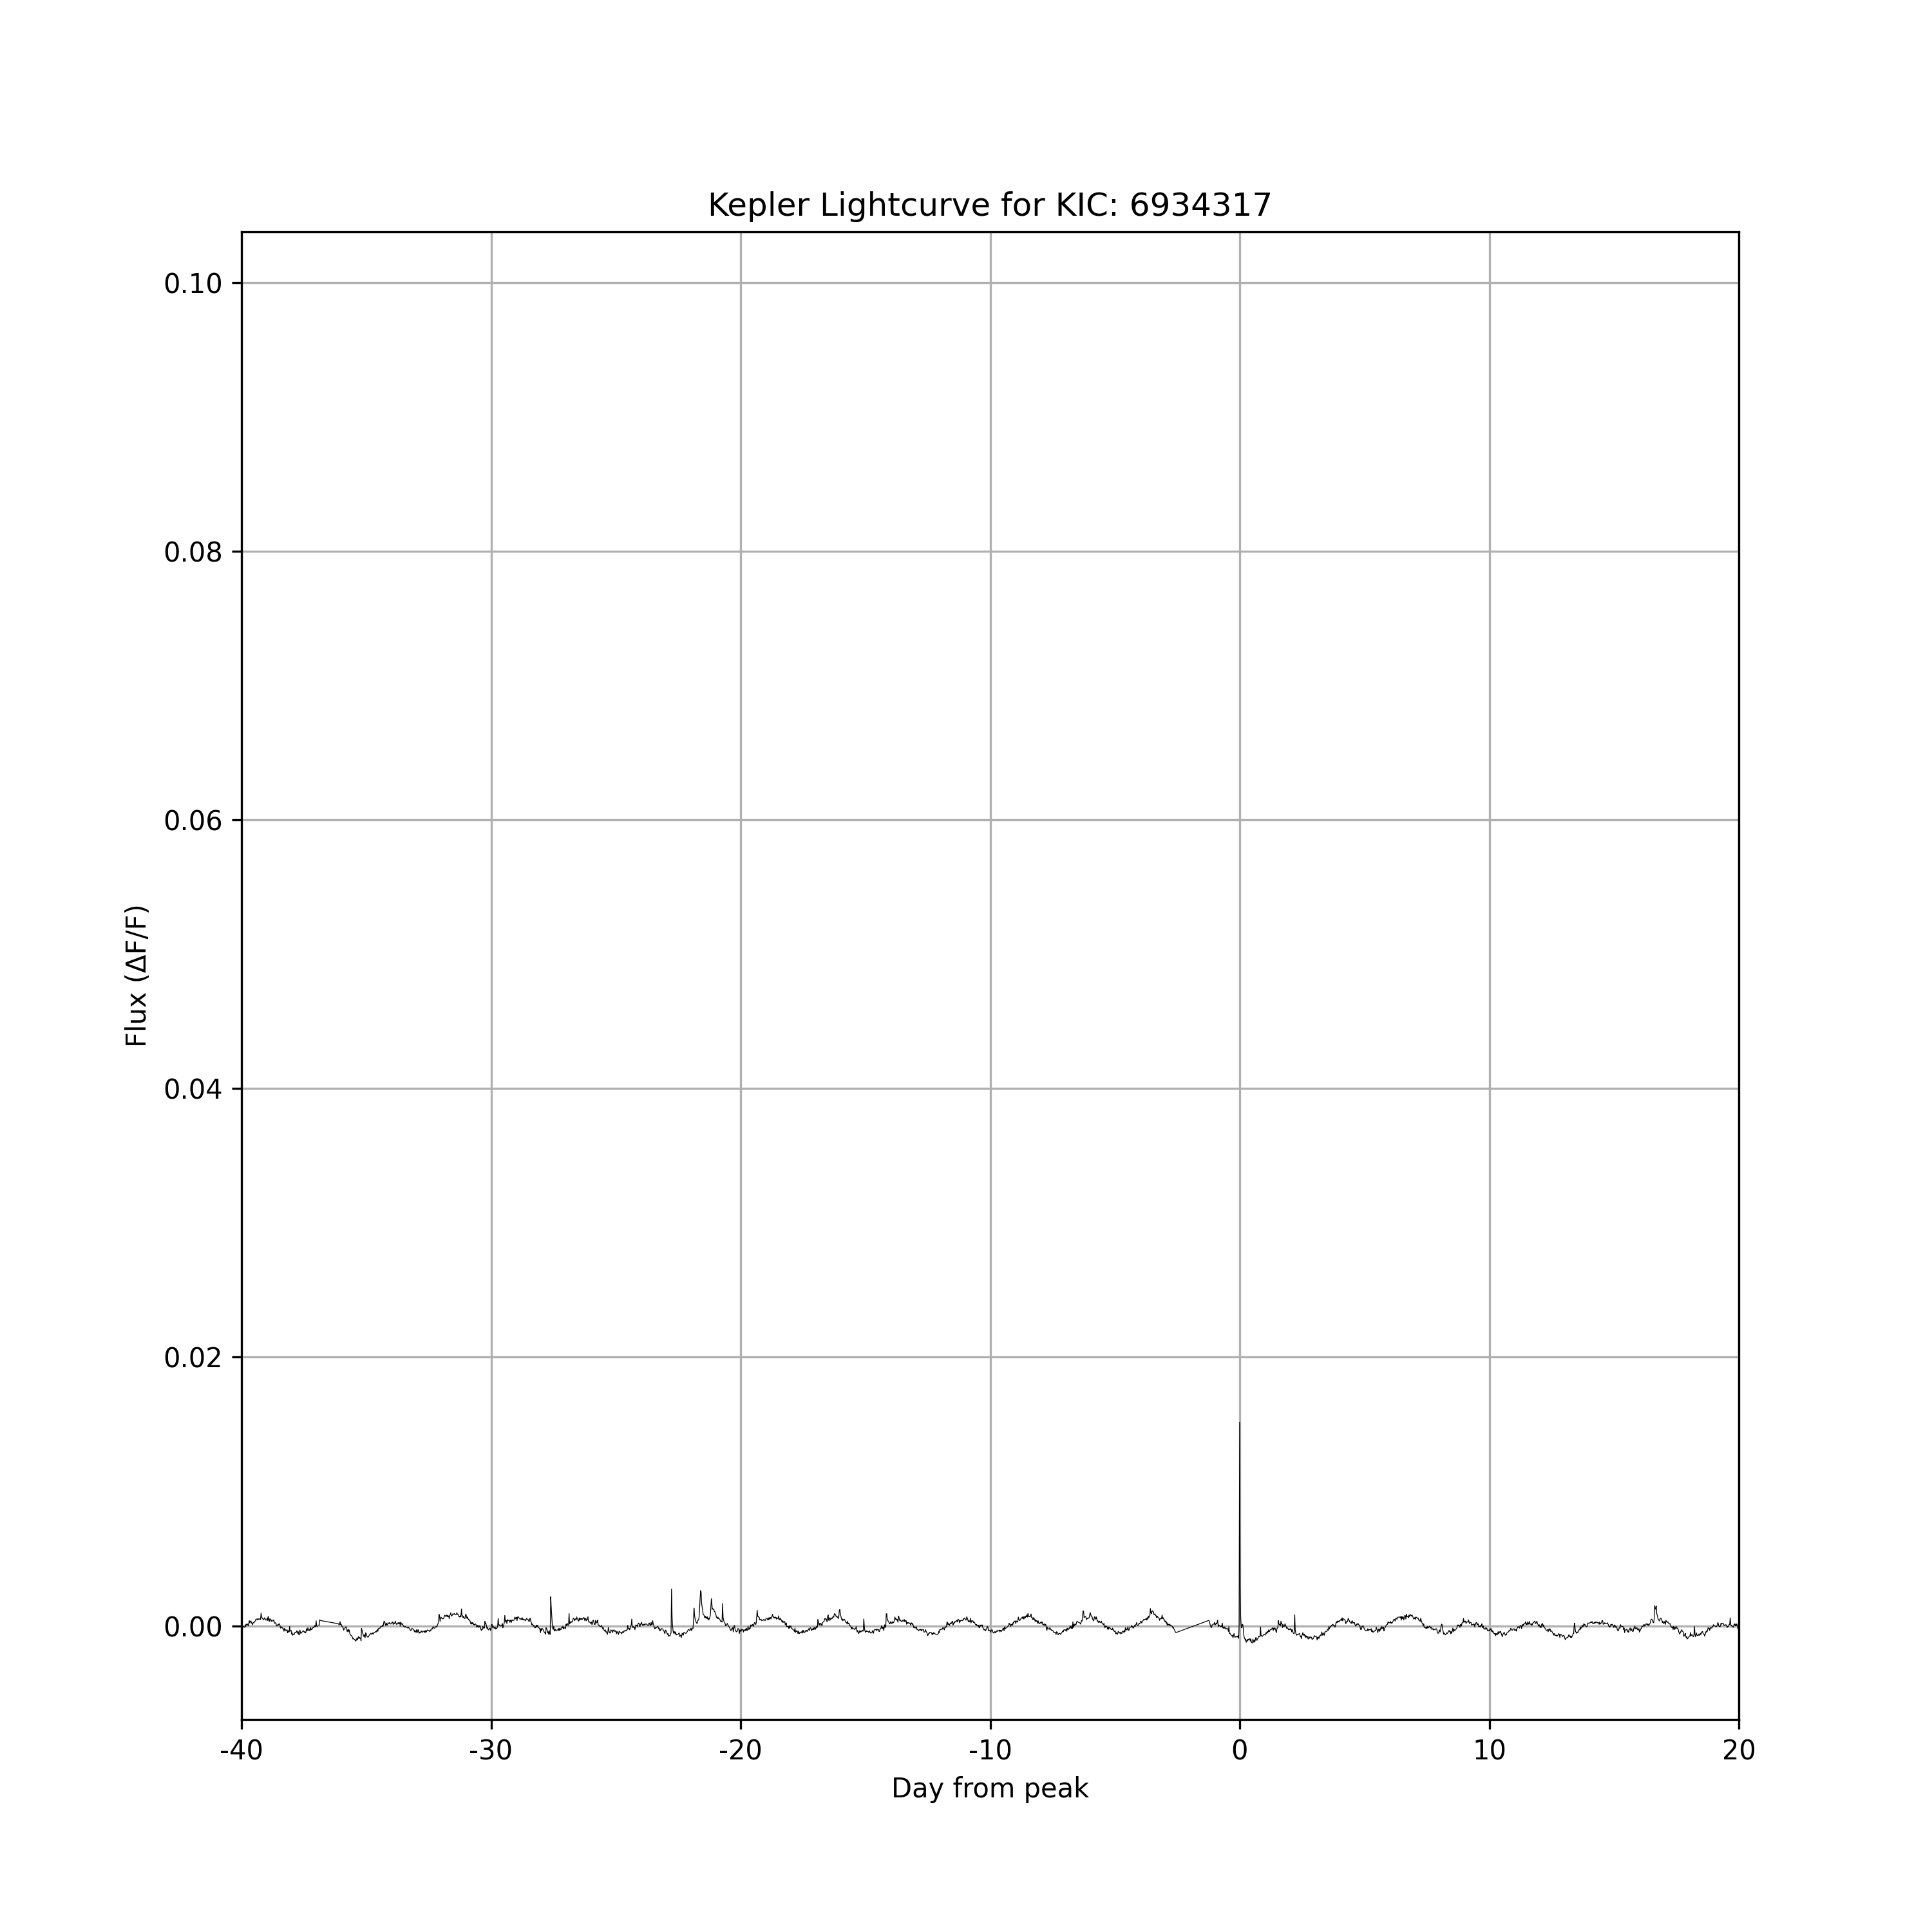 Kepler Lightcurve for KIC: 6934317
0.10
0.08
0.06
0.04
0.02
0.00
Flux (ΔF/F)
-40 -30 -20 -10 0 10 20
Day from peak